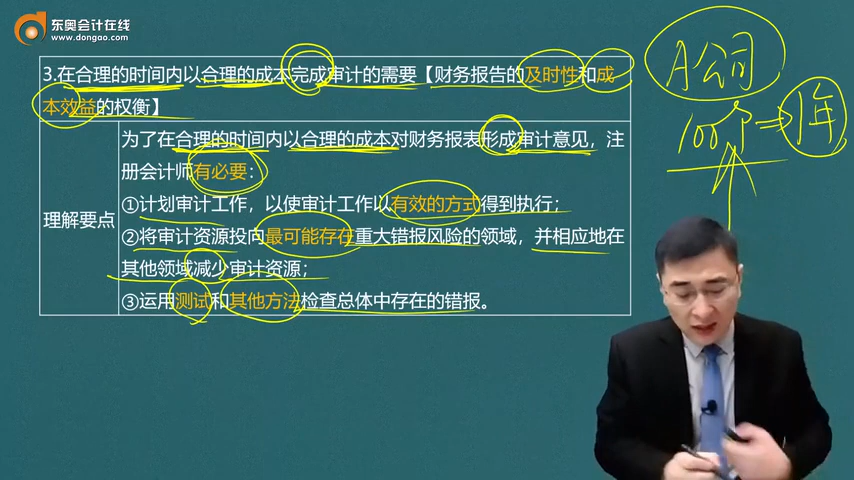 东奥会计在线
www.dongao.com
3.在合理的时间内以合理的成本完成审计的需要【财务报告的及时性和成
本效益的权衡】
理解要点
为了在合理的时间内以合理的成本对财务报表形成审计意见，注
册会计师有必要：
①计划审计工作，以使审计工作以有效的方式得到执行；
②将审计资源投向最可能存在重大错报风险的领域，并相应地在
其他领域减少审计资源；
③运用测试和其他方法检查总体中存在的错报。
A公司
100个⇒1年